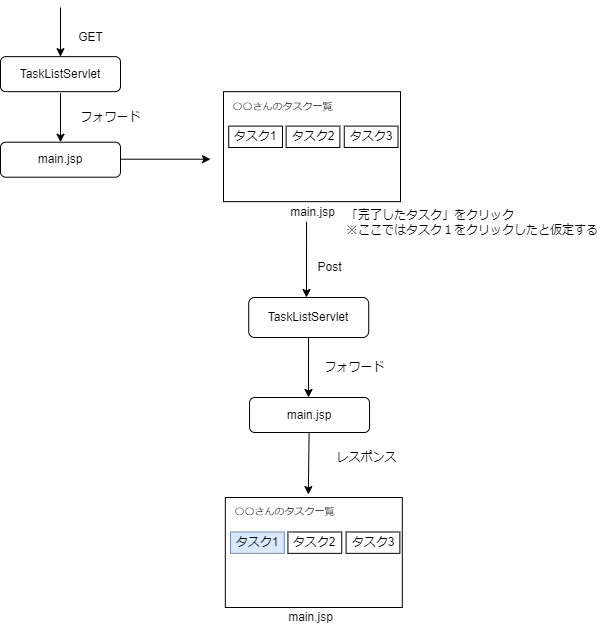 GET
TaskListServlet
フォワード
main.jsp
〇〇さんのタスク一覧
タスク1
タスク2
タスク3
main.jsp
「完了したタスク」をクリック
※ここではタスク１をクリックしたと仮定する
Post
TaskListServlet
フォワード
main.jsp
レスポンス
〇〇さんのタスク一覧
タスク1
タスク2
タスク3
main.jsp